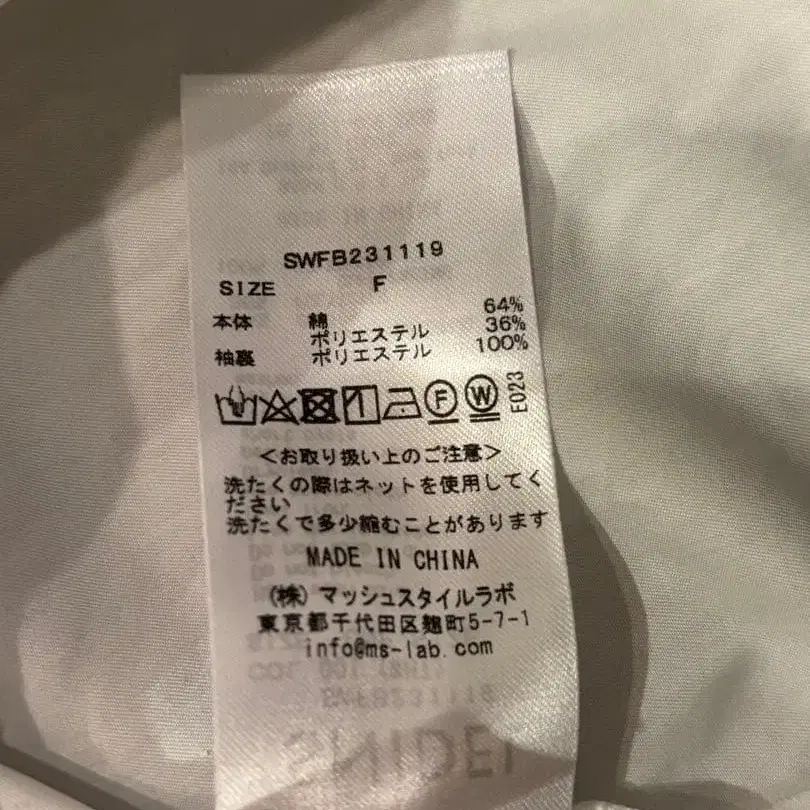 SWFB231119
SIZE F
本体 綿 64%
ポリエステル 36%
袖裏 ポリエステル 100%
F W E023
<お取り扱い上のご注意>
洗たくの際はネットを使用してく
ださい
洗たくで多少縮むことがあります
MADE IN CHINA
(株)マッシュスタイルラボ
東京都千代田区麹町5-7-1
info@ms-lab.com